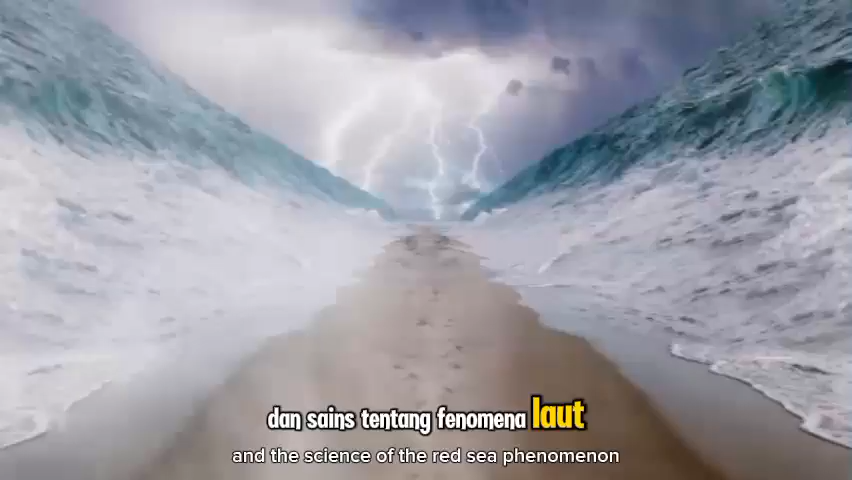 dan sains tentang fenomena laut
and the science of the red sea phenomenon